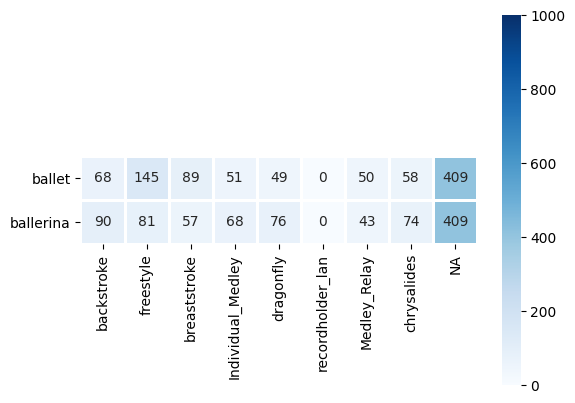 1000
800
600
400
200
0
ballet 68 145 89 51 49 0 50 58 409
ballerina 90 81 57 68 76 0 43 74 409
backstroke
freestyle
breaststroke
Individual_Medley
dragonfly
recordholder_lan
Medley_Relay
chrysalides
NA